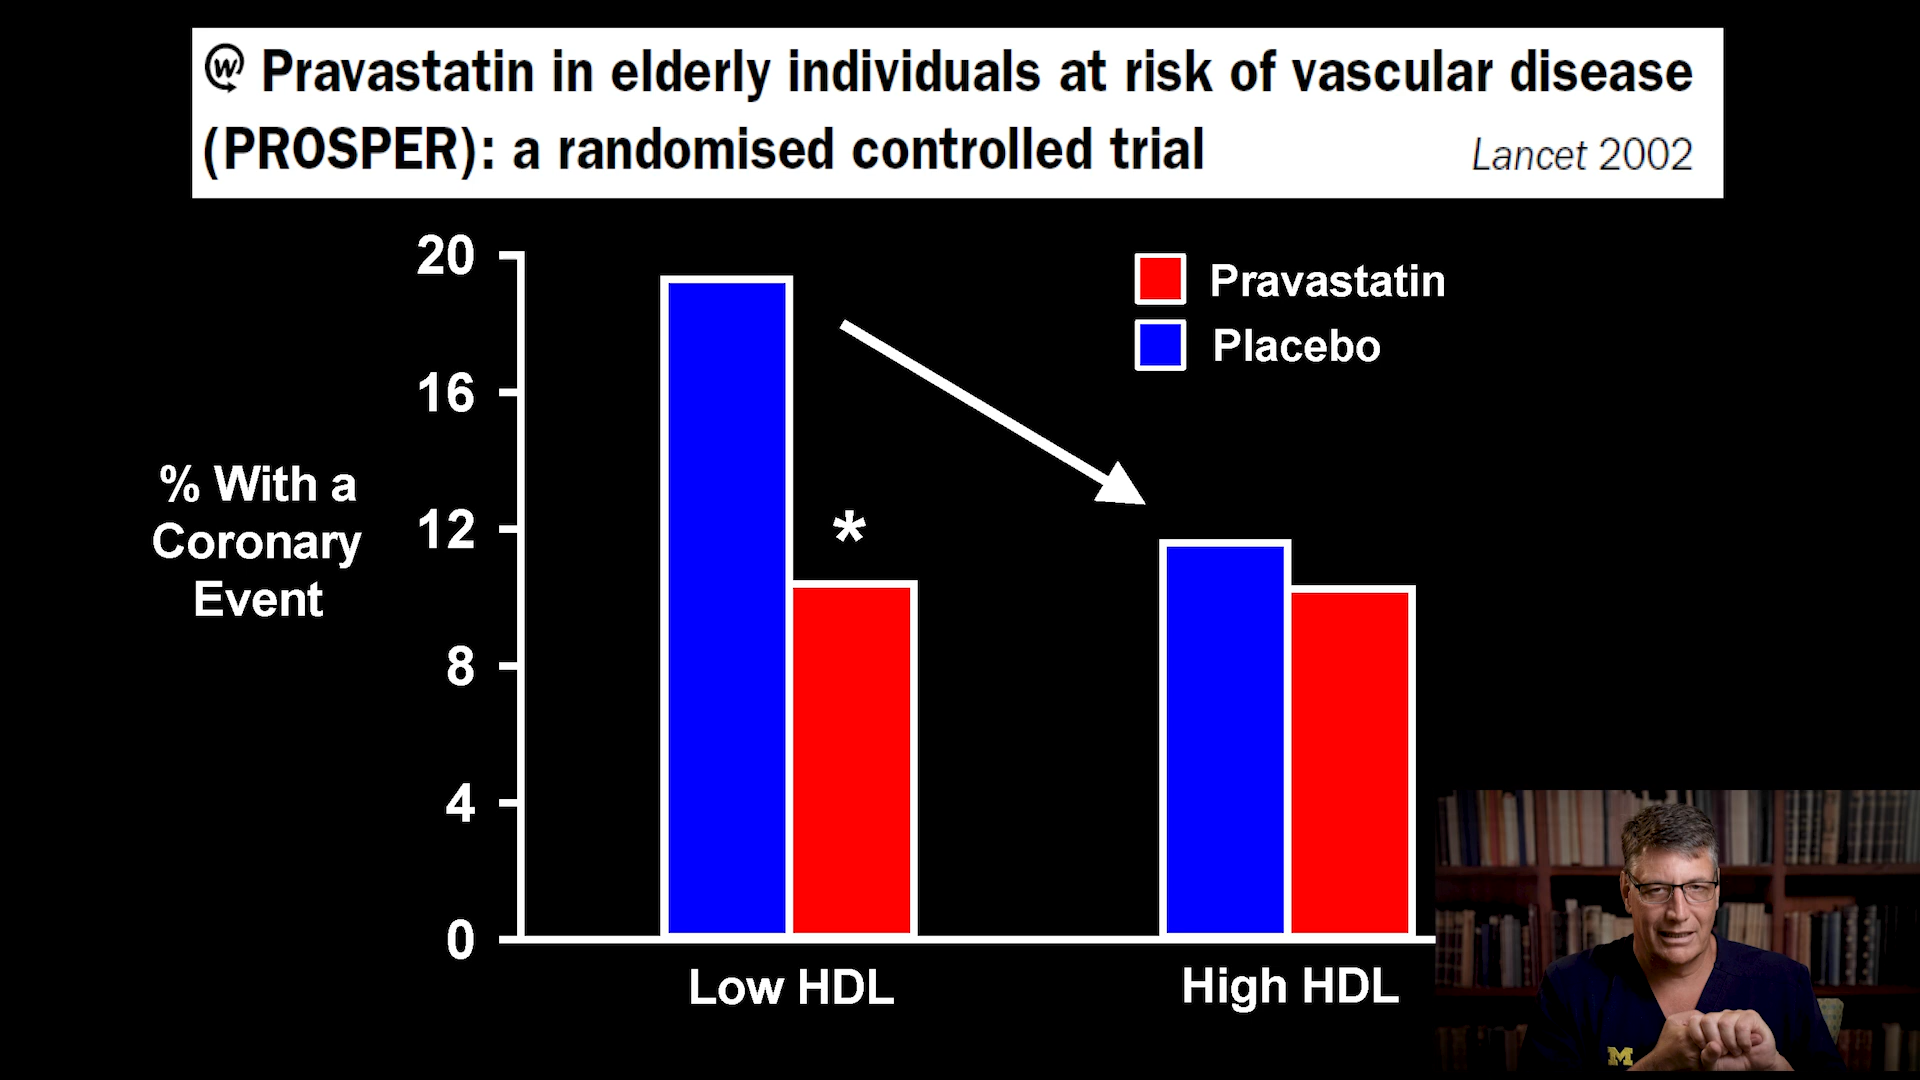 Pravastatin in elderly individuals at risk of vascular disease
(PROSPER): a randomised controlled trial
Lancet 2002
20
16
12
8
4
0
% With a
Coronary
Event
Pravastatin
Placebo
*
Low HDL
High HDL
W
M